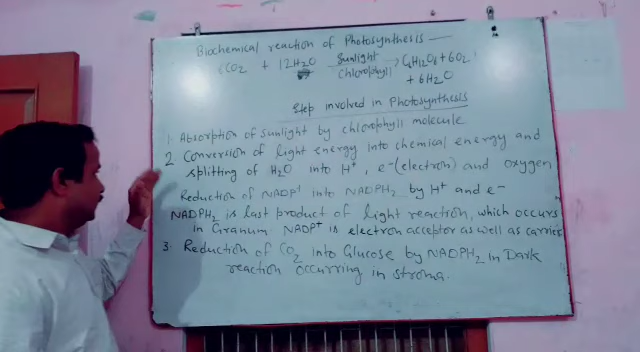 Biochemical reaction of Photosynthesis
6CO2 + 12H2O Sunlight Chlorophyll C6H12O6 + 6O2
+ 6H2O
Step involved in Photosynthesis
1. Absorption of sunlight by chlorophyll molecule
2 Conversion of light energy into chemical energy and
splitting of H2O into H+, e- (electron) and oxygen
Reduction of NADP+ into NADPH2 by H+ and e-
NADPH2 is last product of light reaction, which occurs
in Granum NADP+ is electron acceptor as well as carrier
3. Reduction of CO2 into Glucose by NADPH2 in Dark
reaction occurring in stroma.